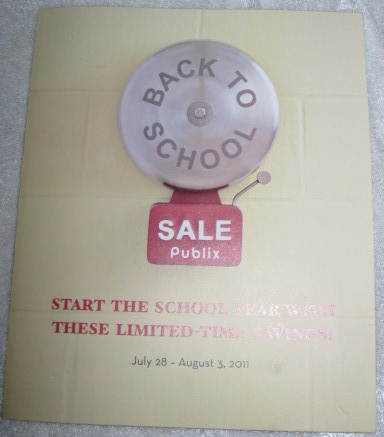 BACK TO
SCHOOL
SALE
Publix
START THE SCHOOL YEAR WITH
THESE LIMITED-TIME SAVINGS!
July 28 – August 3, 2011